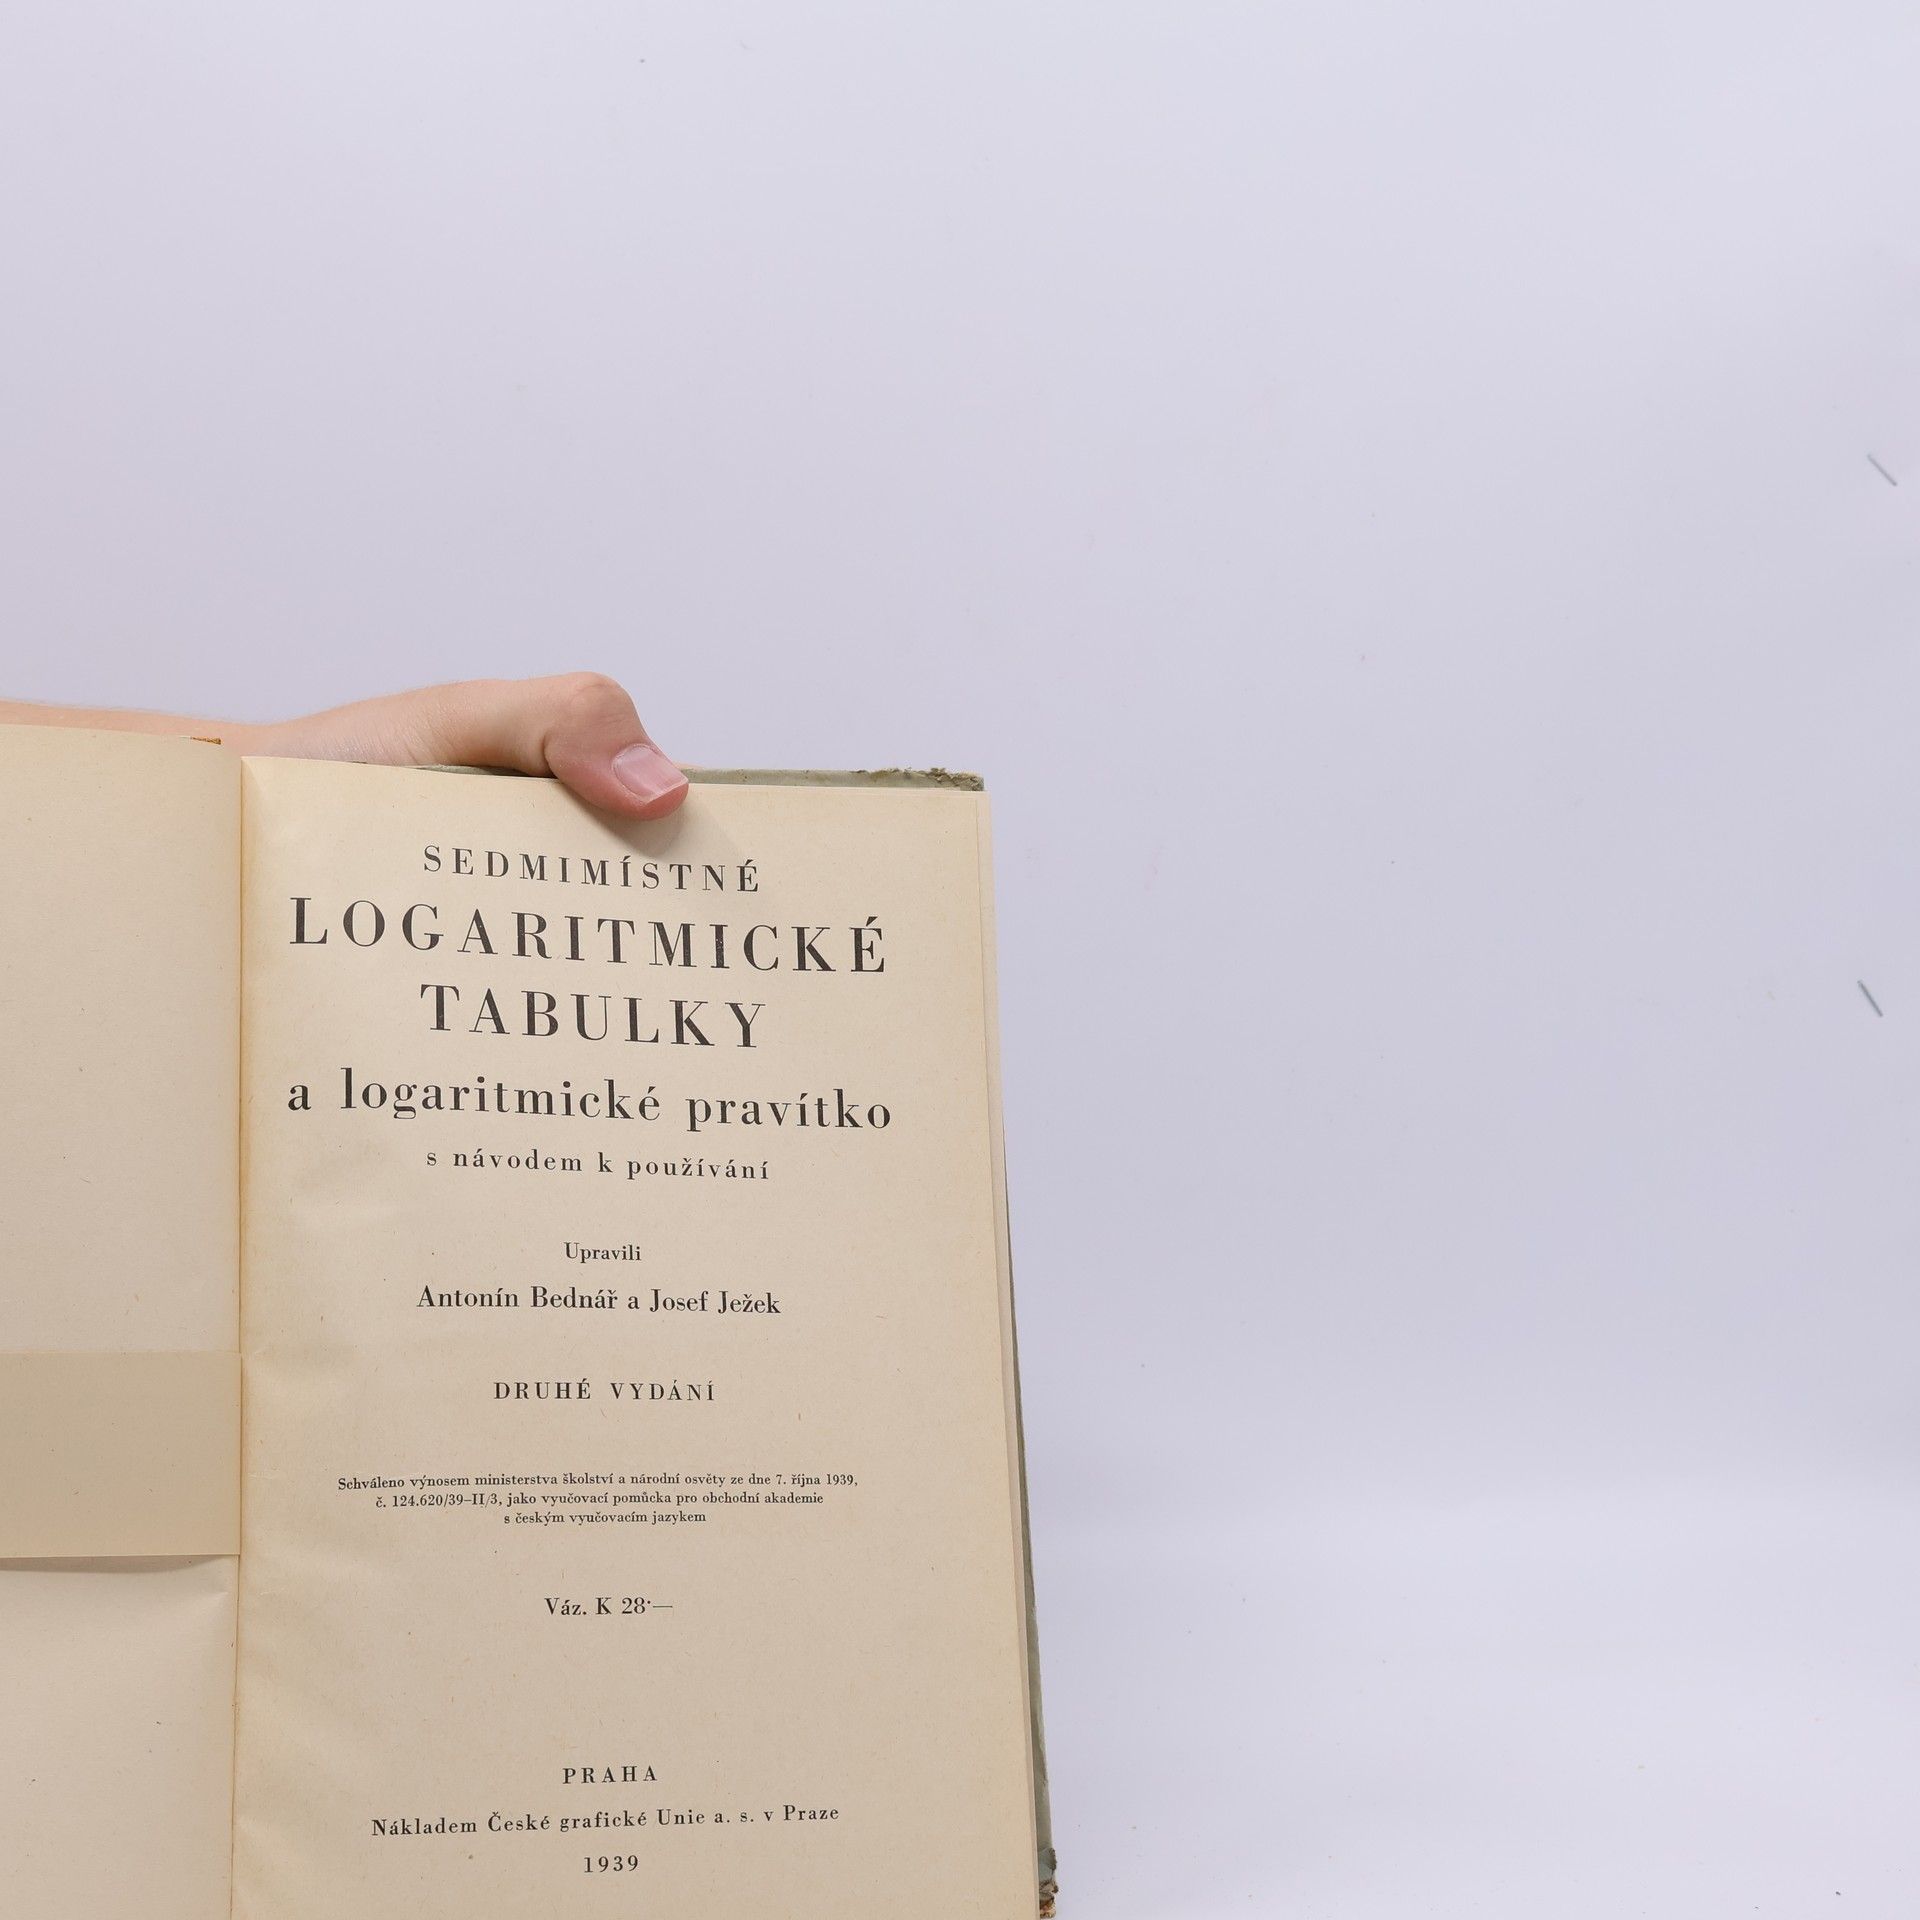 SEDMIMÍSTNÉ
LOGARITMICKÉ
TABULKY
a logaritmické pravítko
s návodem k používání
Upravili
Antonín Bednář a Josef Ježek
DRUHÉ VYDÁNÍ
Schváleno výnosem ministerstva školství a národní osvěty ze dne 7. října 1939,
č. 124.620/39–II/3, jako vyučovací pomůcka pro obchodní akademie
s českým vyučovacím jazykem
Váz. K 28·—
PRAHA
Nákladem České grafické Unie a. s. v Praze
1939